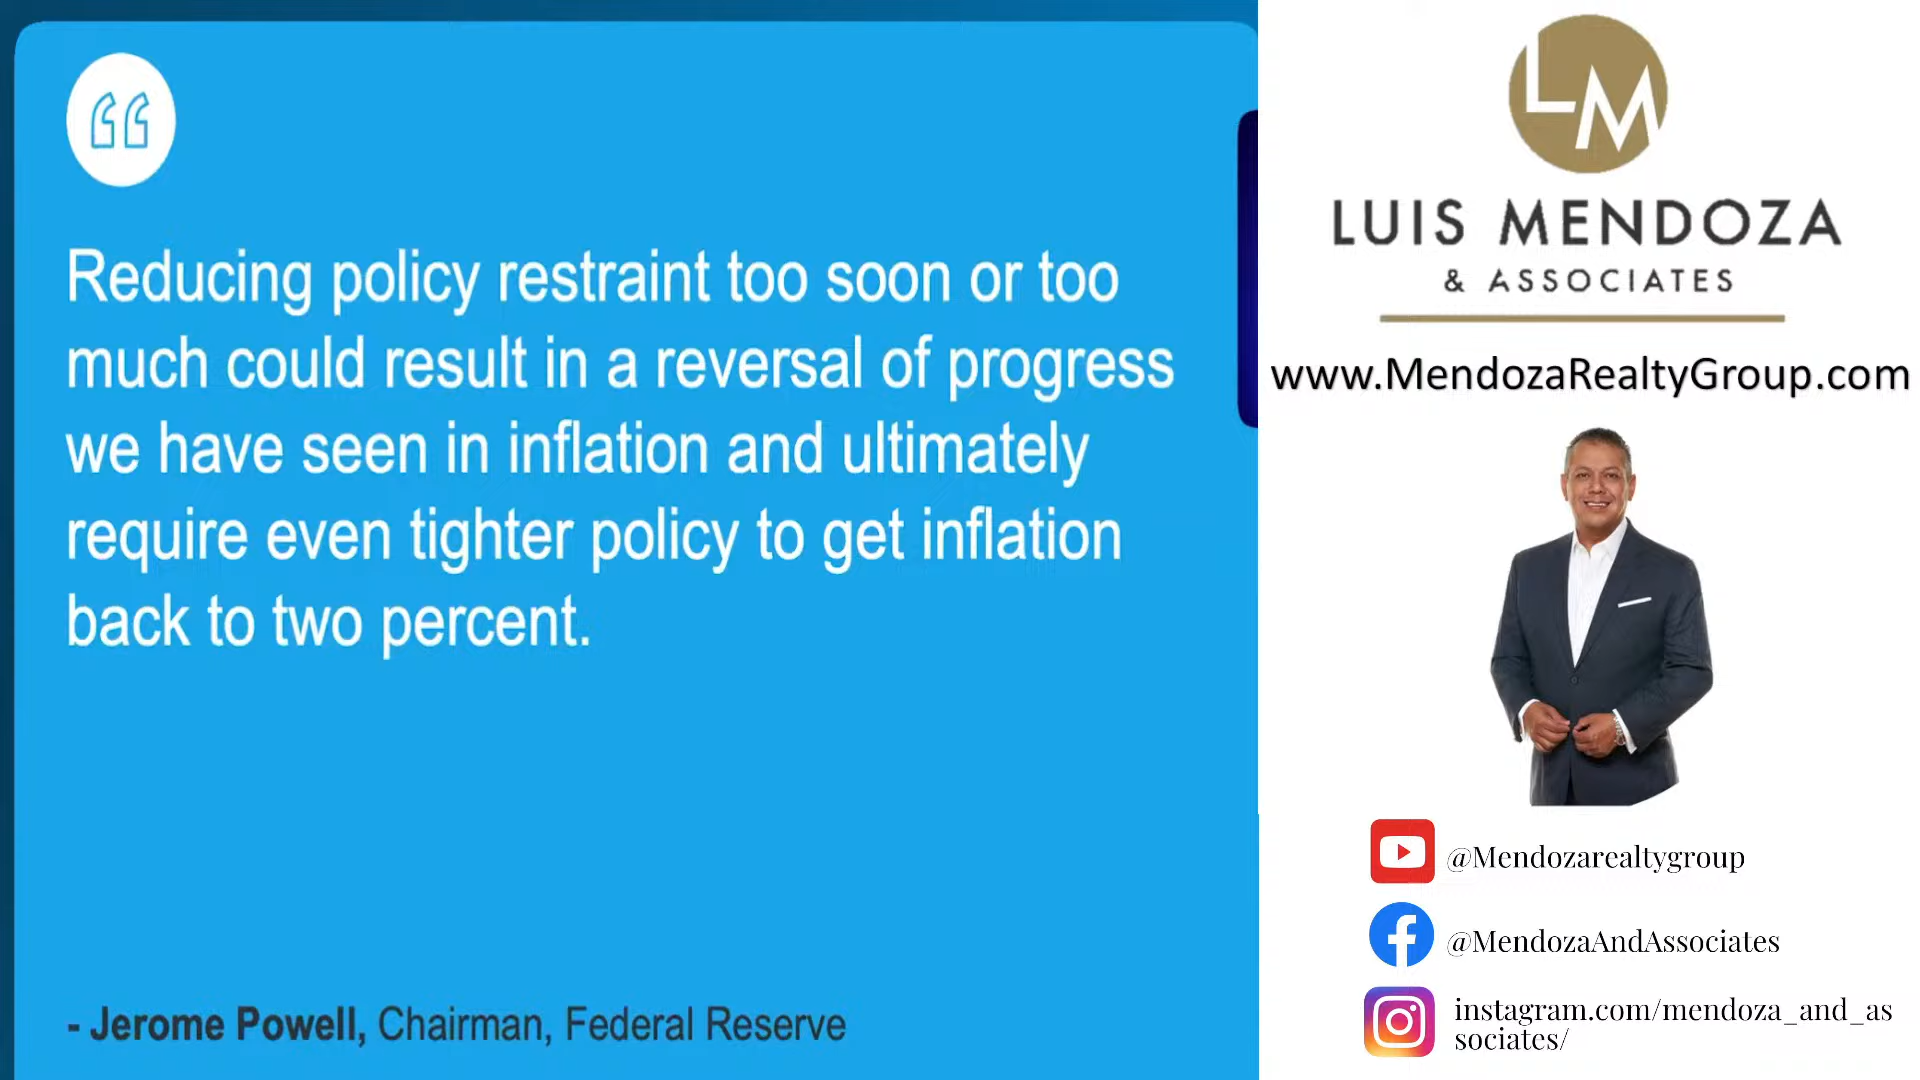 Reducing policy restraint too soon or too
much could result in a reversal of progress
we have seen in inflation and ultimately
require even tighter policy to get inflation
back to two percent.
- Jerome Powell, Chairman, Federal Reserve
LM
LUIS MENDOZA
& ASSOCIATES
www.MendozaRealtyGroup.com
@Mendozarealtygroup
@MendozaAndAssociates
instagram.com/mendoza_and_as
sociates/